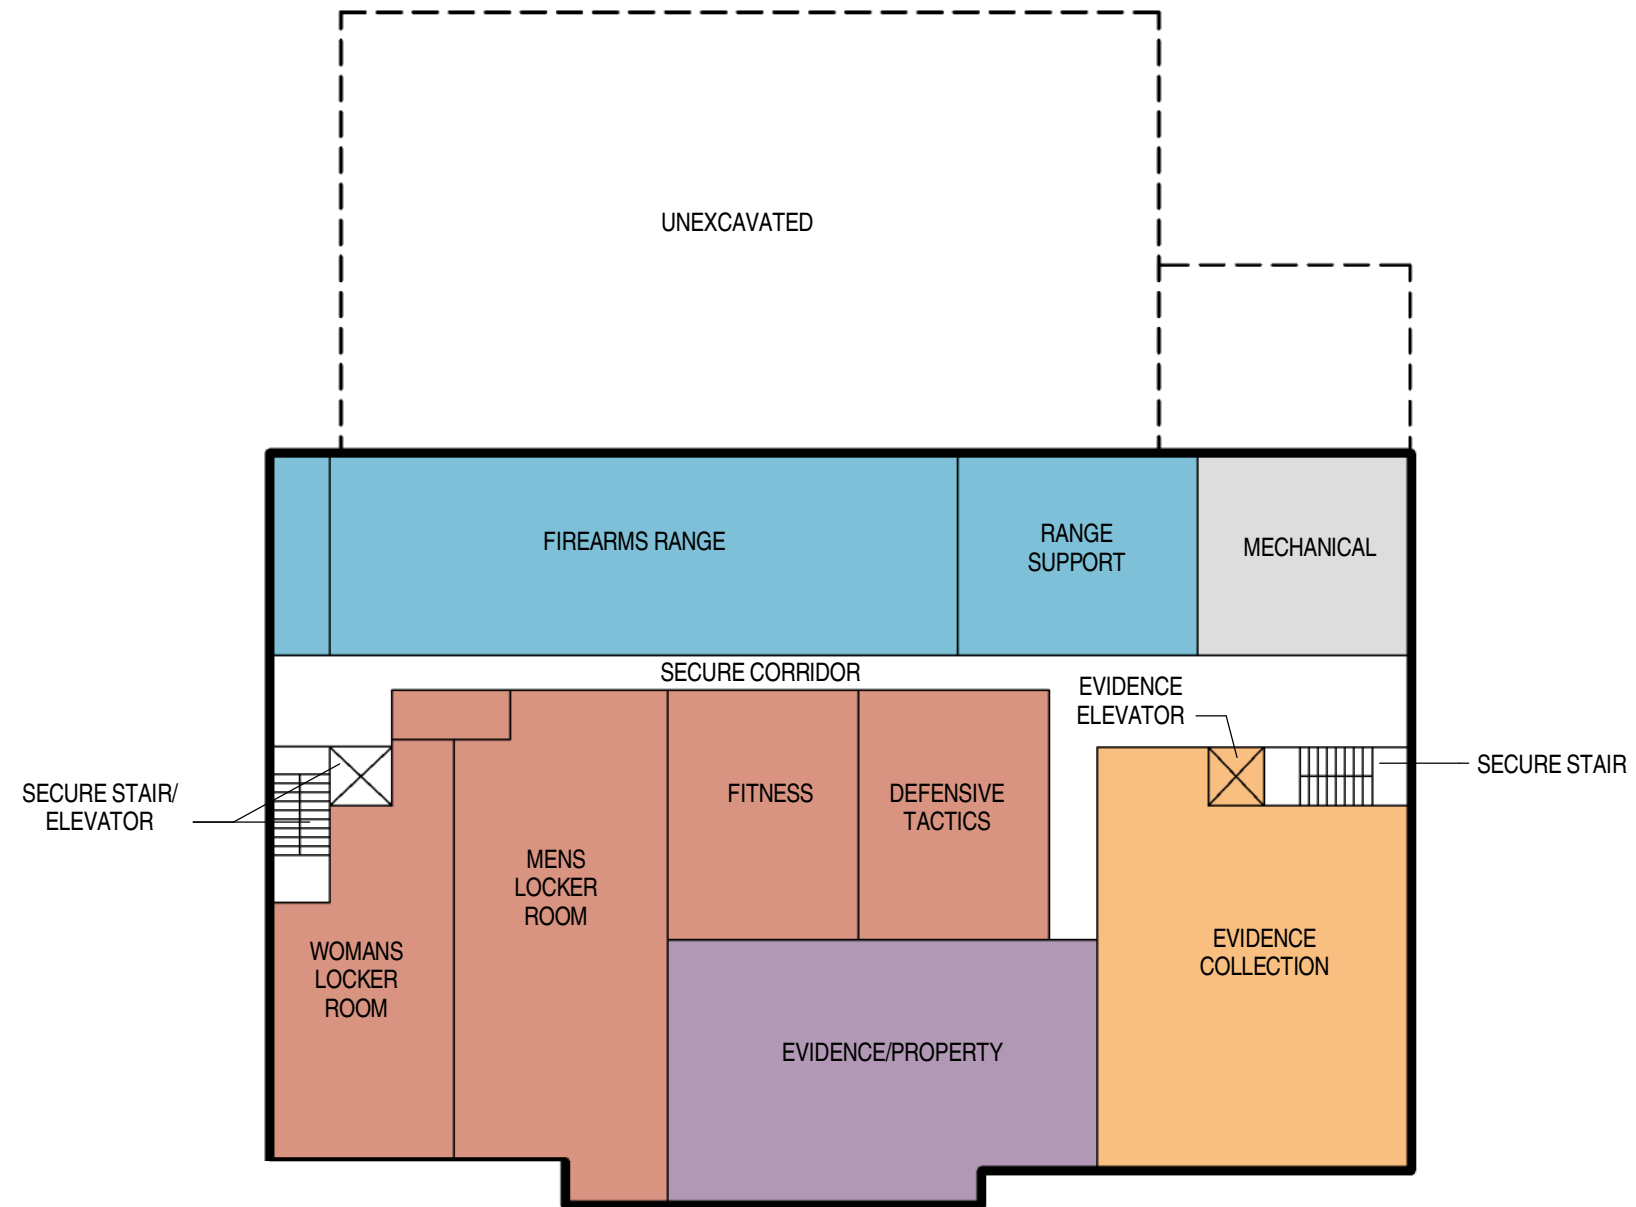 UNEXCAVATED
FIREARMS RANGE
RANGE
SUPPORT
MECHANICAL
SECURE CORRIDOR
EVIDENCE
ELEVATOR
SECURE STAIR
SECURE STAIR/
ELEVATOR
FITNESS
DEFENSIVE
TACTICS
MENS
LOCKER
ROOM
WOMANS
LOCKER
ROOM
EVIDENCE
COLLECTION
EVIDENCE/PROPERTY